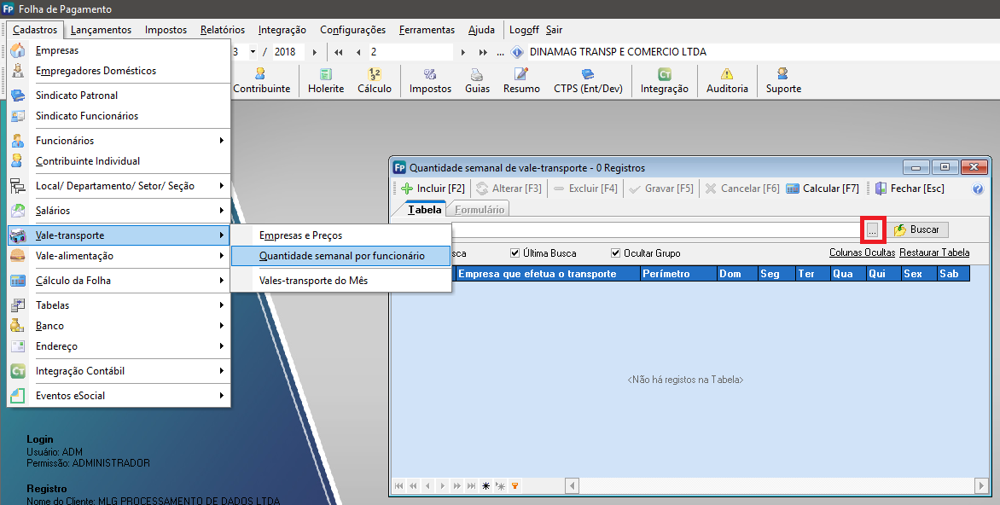 Fp Folha de Pagamento
Cadastros Lançamentos Impostos Relatórios Integração Configurações Ferramentas Ajuda Logoff Sair
3 / 2018 2 ... DINAMAG TRANSP E COMERCIO LTDA
Contribuinte Holerite Cálculo Impostos Guias Resumo CTPS (Ent/Dev) Integração Auditoria Suporte
Empresas
Empregadores Domésticos
Sindicato Patronal
Sindicato Funcionários
Funcionários
Contribuinte Individual
Local/ Departamento/ Setor/ Seção
Salários
Vale-transporte
Vale-alimentação
Cálculo da Folha
Tabelas
Banco
Endereço
Integração Contábil
Eventos eSocial
Empresas e Preços
Quantidade semanal por funcionário
Vales-transporte do Mês
Fp Quantidade semanal de vale-transporte - 0 Registros
Incluir [F2] Alterar [F3] Excluir [F4] Gravar [F5] Cancelar [F6] Calcular [F7] Fechar [Esc]
Tabela Formulário
... Buscar
sca Última Busca Ocultar Grupo Colunas Ocultas Restaurar Tabela
Empresa que efetua o transporte Perímetro Dom Seg Ter Qua Qui Sex Sab
<Não há registos na Tabela>
Login
Usuário: ADM
Permissão: ADMINISTRADOR
Registro
Nome do Cliente: MLG PROCESSAMENTO DE DADOS LTDA